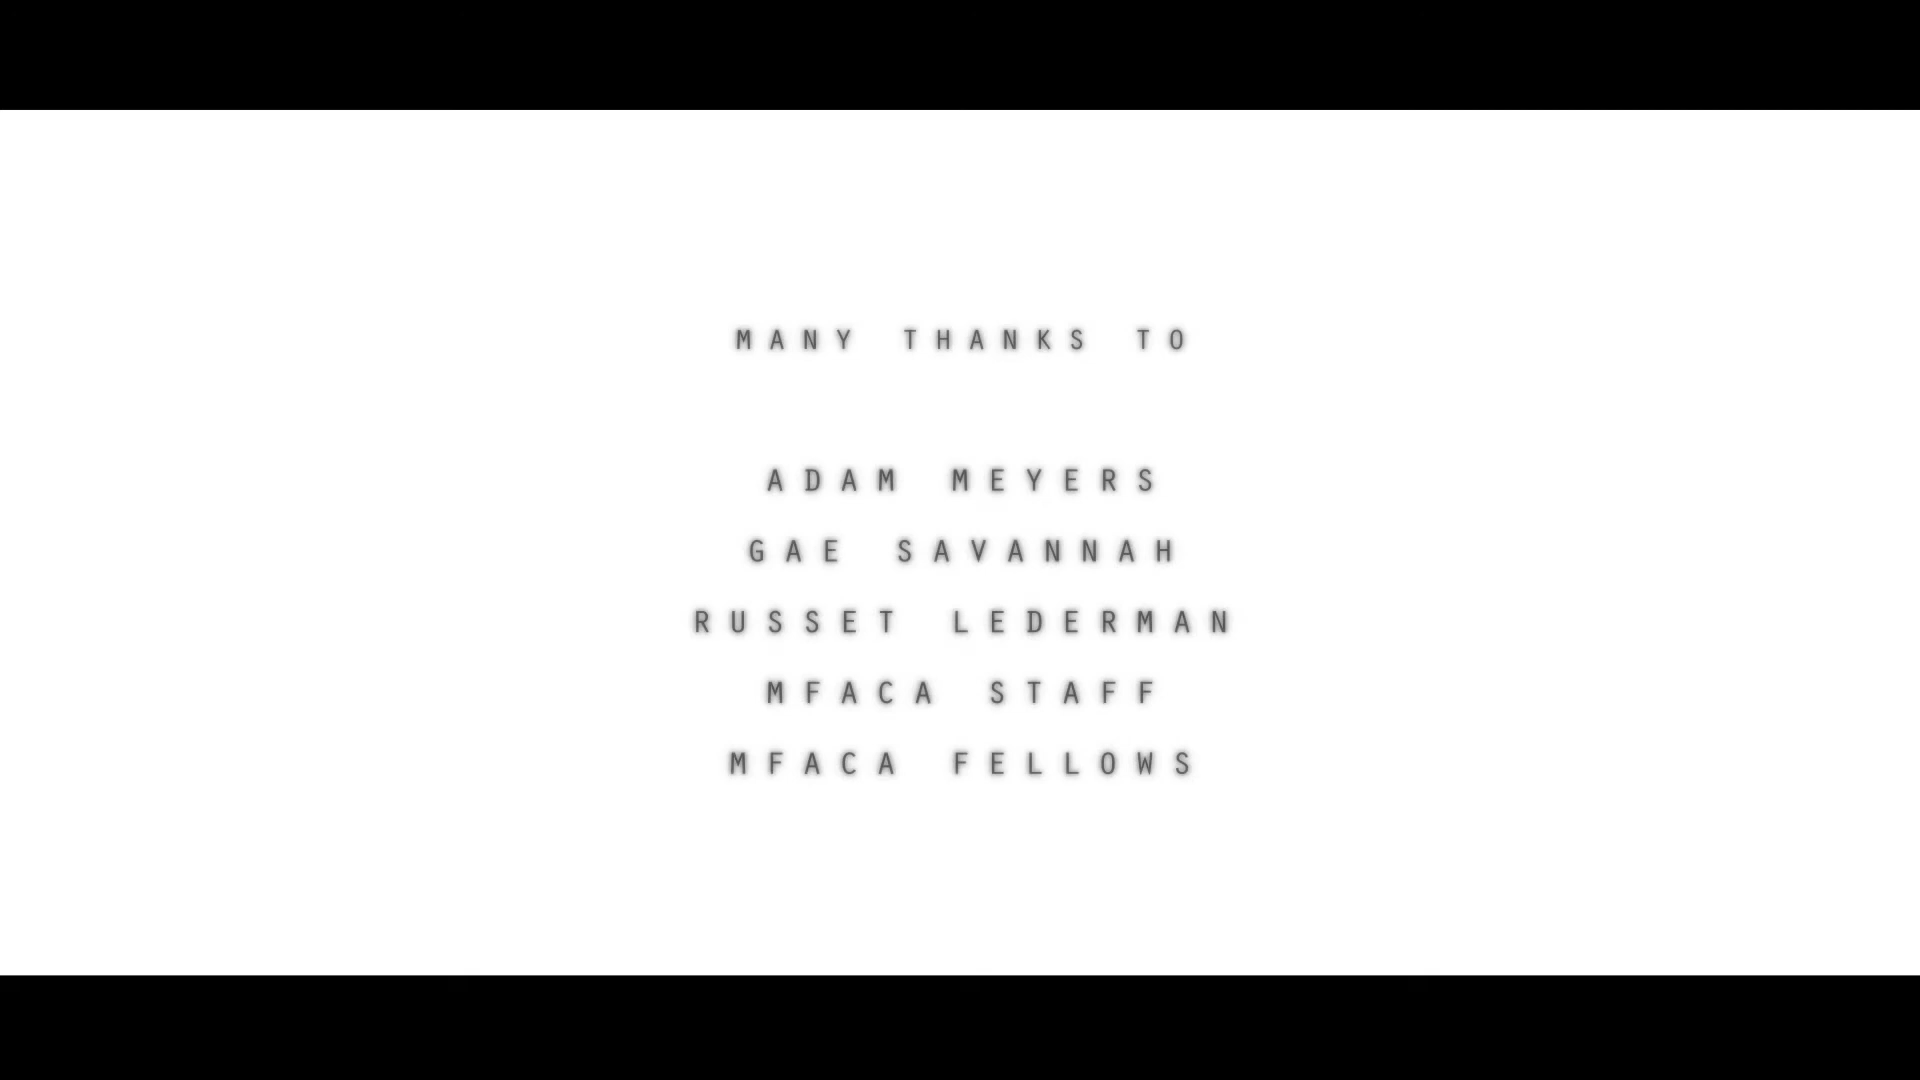 MANY THANKS TO
ADAM MEYERS
GAE SAVANNAH
RUSSET LEDERMAN
MFACA STAFF
MFACA FELLOWS